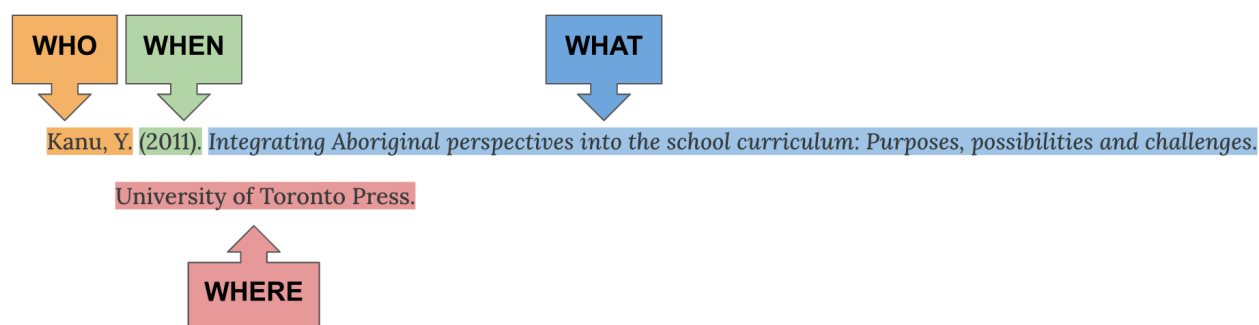 WHO WHEN WHAT
Kanu, Y. (2011). Integrating Aboriginal perspectives into the school curriculum: Purposes, possibilities and challenges.
University of Toronto Press.
WHERE